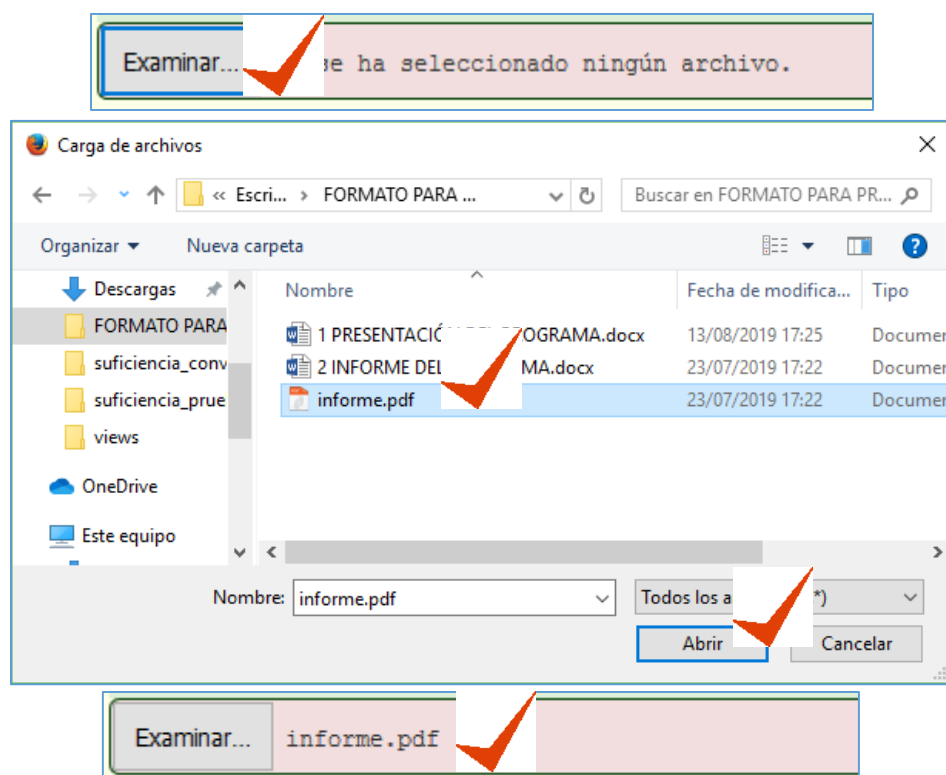 Examinar... se ha seleccionado ningún archivo.
Carga de archivos
« Escri... › FORMATO PARA ...
Buscar en FORMATO PARA PR...
Organizar
Nueva carpeta
Nombre
Fecha de modifica...
Tipo
Descargas
FORMATO PARA
suficiencia_conv
suficiencia_prue
views
OneDrive
Este equipo
1 PRESENTACIÓ OGRAMA.docx 13/08/2019 17:25 Documer
2 INFORME DEL MA.docx 23/07/2019 17:22 Documer
informe.pdf 23/07/2019 17:22 Documer
Nombre: informe.pdf
Todos los a *)
Abrir
Cancelar
Examinar... informe.pdf